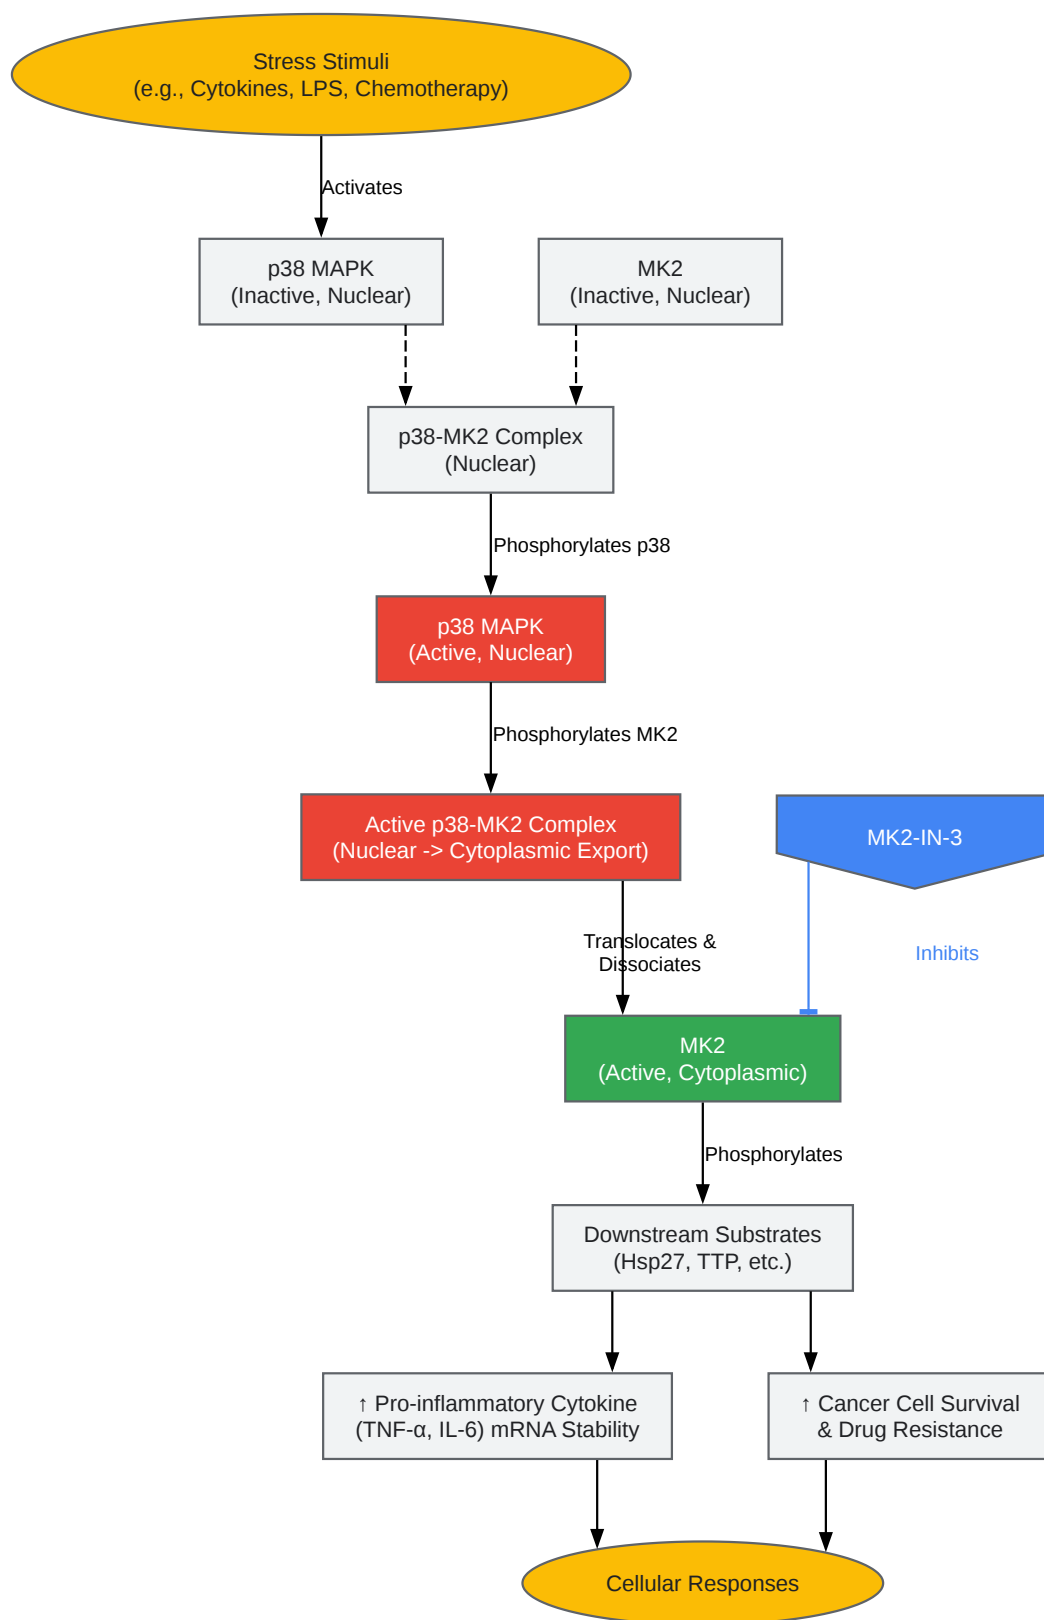 Stress Stimuli
(e.g., Cytokines, LPS, Chemotherapy)
Activates
p38 MAPK
(Inactive, Nuclear)
MK2
(Inactive, Nuclear)
p38-MK2 Complex
(Nuclear)
Phosphorylates p38
p38 MAPK
(Active, Nuclear)
Phosphorylates MK2
Active p38-MK2 Complex
(Nuclear -> Cytoplasmic Export)
MK2-IN-3
Translocates &
Dissociates
Inhibits
MK2
(Active, Cytoplasmic)
Phosphorylates
Downstream Substrates
(Hsp27, TTP, etc.)
↑ Pro-inflammatory Cytokine
(TNF-α, IL-6) mRNA Stability
↑ Cancer Cell Survival
& Drug Resistance
Cellular Responses